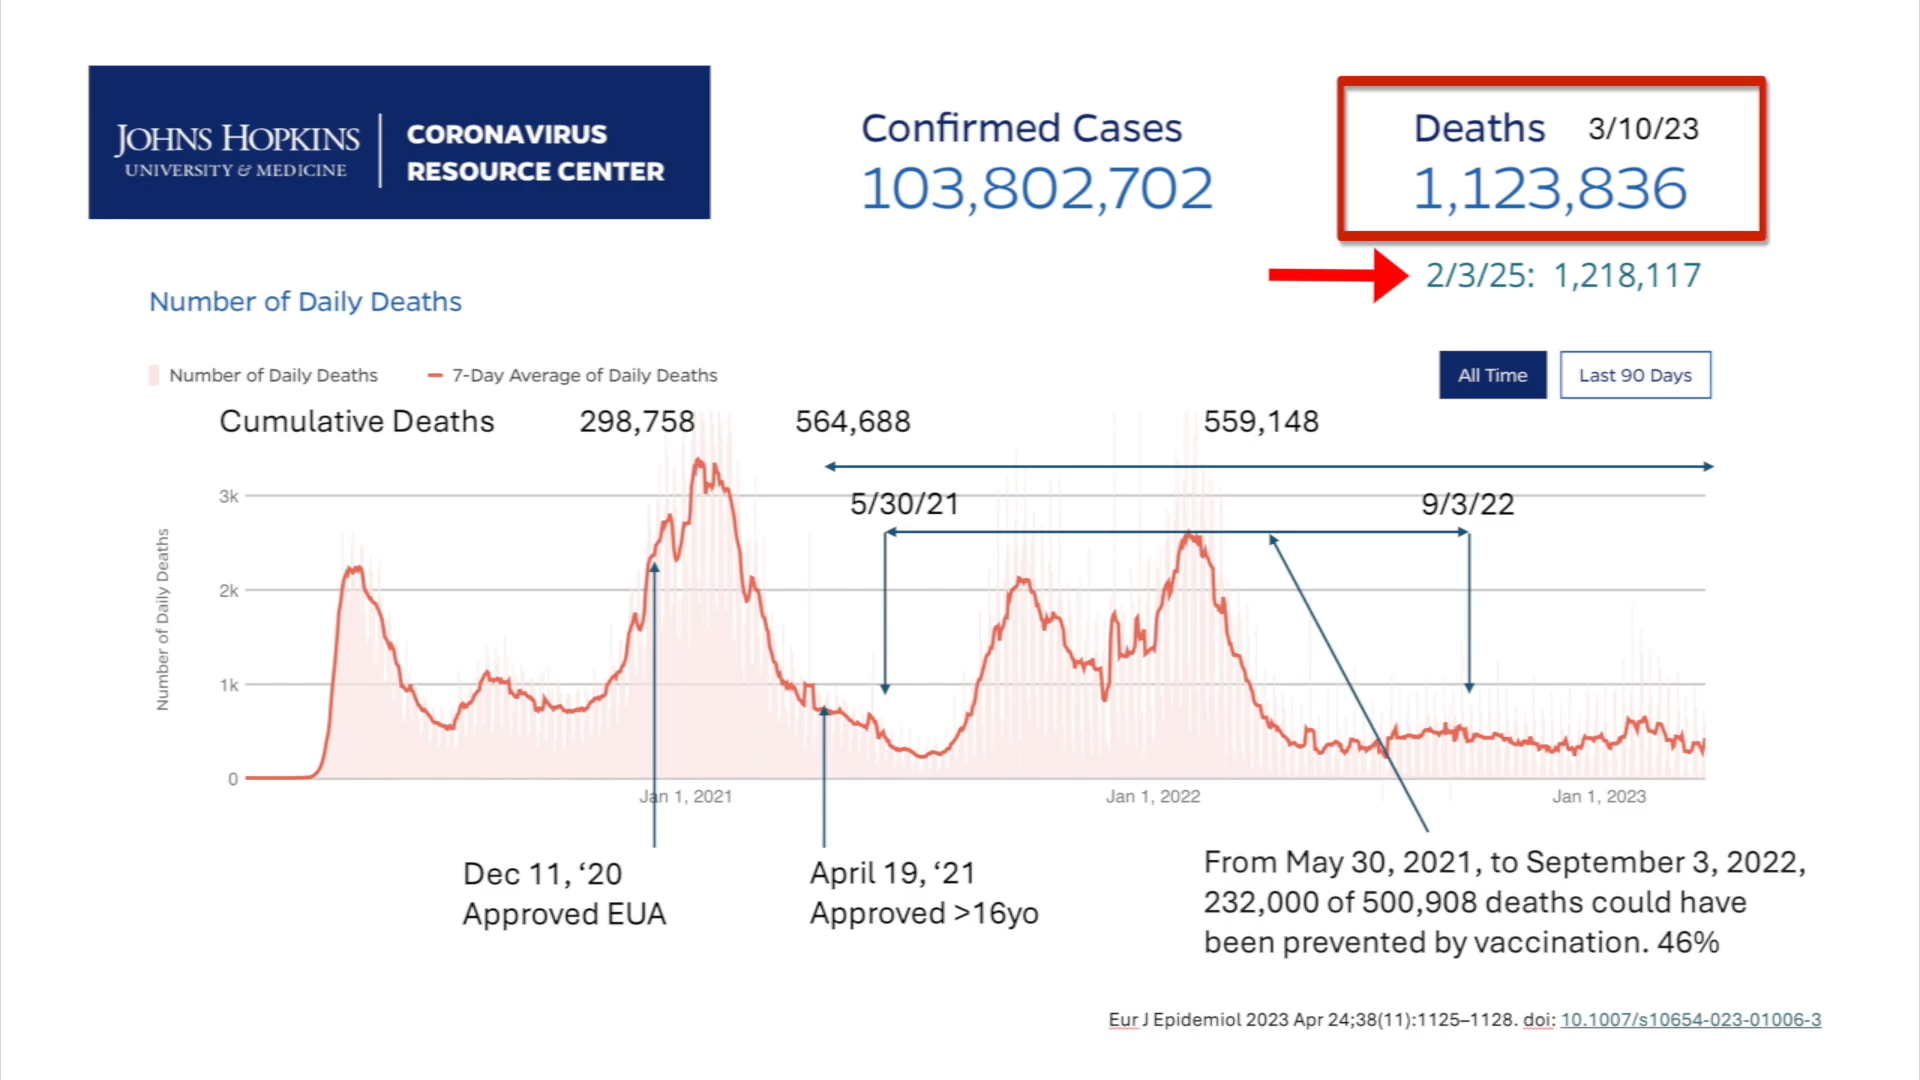 JOHNS HOPKINS
UNIVERSITY & MEDICINE
CORONAVIRUS
RESOURCE CENTER
Confirmed Cases
103,802,702
Deaths 3/10/23
1,123,836
2/3/25: 1,218,117
Number of Daily Deaths
Number of Daily Deaths 7-Day Average of Daily Deaths
All Time Last 90 Days
Cumulative Deaths 298,758 564,688 559,148
5/30/21 9/3/22
Number of Daily Deaths
3k
2k
1k
0
Jan 1, 2021 Jan 1, 2022 Jan 1, 2023
Dec 11, ‘20
Approved EUA
April 19, ‘21
Approved >16yo
From May 30, 2021, to September 3, 2022,
232,000 of 500,908 deaths could have
been prevented by vaccination. 46%
Eur J Epidemiol 2023 Apr 24;38(11):1125–1128. doi: 10.1007/s10654-023-01006-3